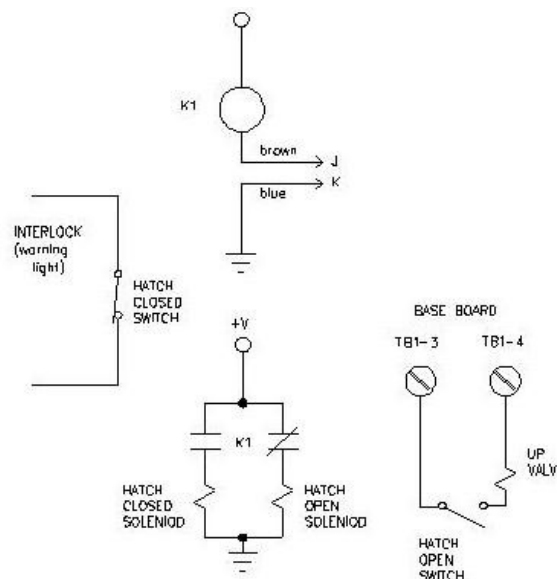 K1
brown
J
K
blue
INTERLOCK
(warning
light)
HATCH
CLOSED
SWITCH
+V
K1
HATCH
CLOSED
SOLENIOD
HATCH
OPEN
SOLENIOD
BASE BOARD
TB1-3
TB1-4
UP
VALV
HATCH
OPEN
SWITCH